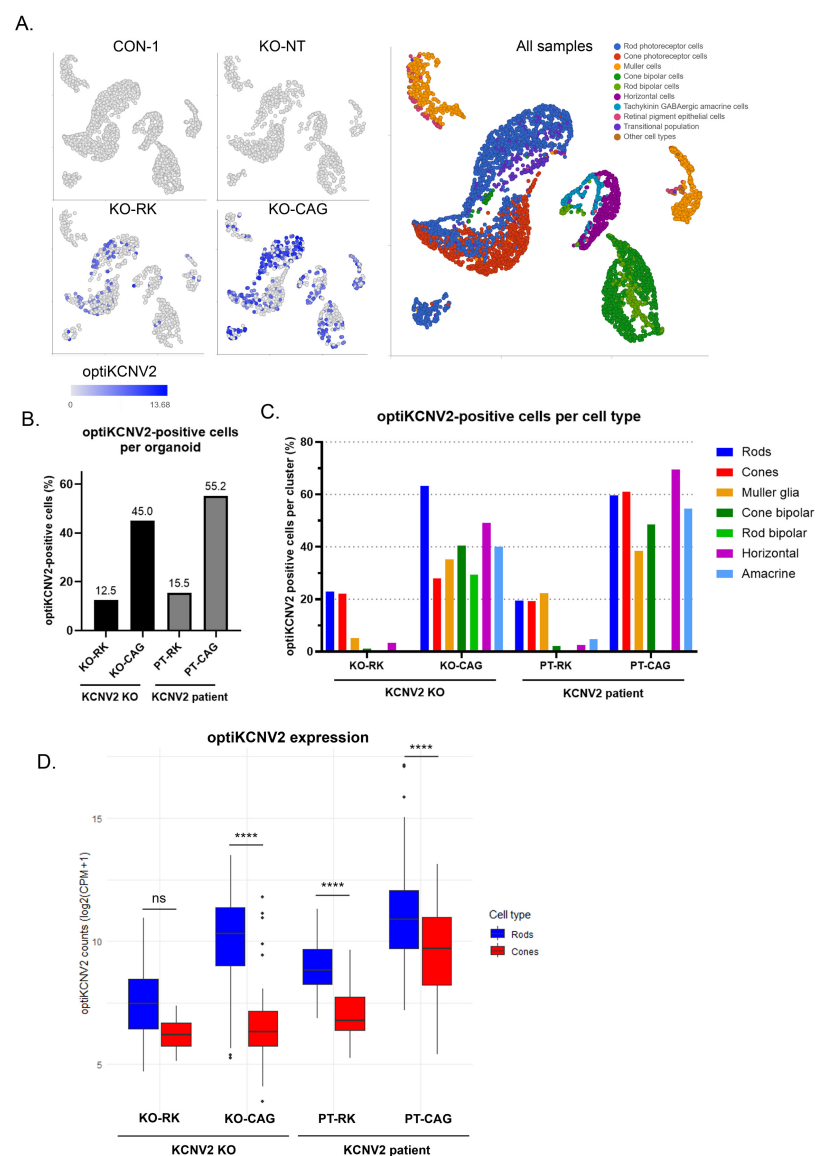 A.
CON-1
KO-NT
All samples
Rod photoreceptor cells
Cone photoreceptor cells
Muller cells
Cone bipolar cells
Rod bipolar cells
Horizontal cells
Tachykinin GABAergic amacrine cells
Retinal pigment epithelial cells
Transitional population
Other cell types
KO-RK
KO-CAG
optiKCNV2
0
13.68
B.
optiKCNV2-positive cells
per organoid
optiKCNV2-positive cells (%)
60
40
20
0
12.5
45.0
15.5
55.2
KO-RK
KO-CAG
PT-RK
PT-CAG
KCNV2 KO
KCNV2 patient
C.
optiKCNV2-positive cells per cell type
optiKCNV2 positive cells per cluster (%)
80
60
40
20
0
KO-RK
KO-CAG
PT-RK
PT-CAG
KCNV2 KO
KCNV2 patient
Rods
Cones
Muller glia
Cone bipolar
Rod bipolar
Horizontal
Amacrine
D.
optiKCNV2 expression
optiKCNV2 counts (log2(CPM+1)
15
10
5
ns
****
****
****
Cell type
Rods
Cones
KO-RK
KO-CAG
PT-RK
PT-CAG
KCNV2 KO
KCNV2 patient